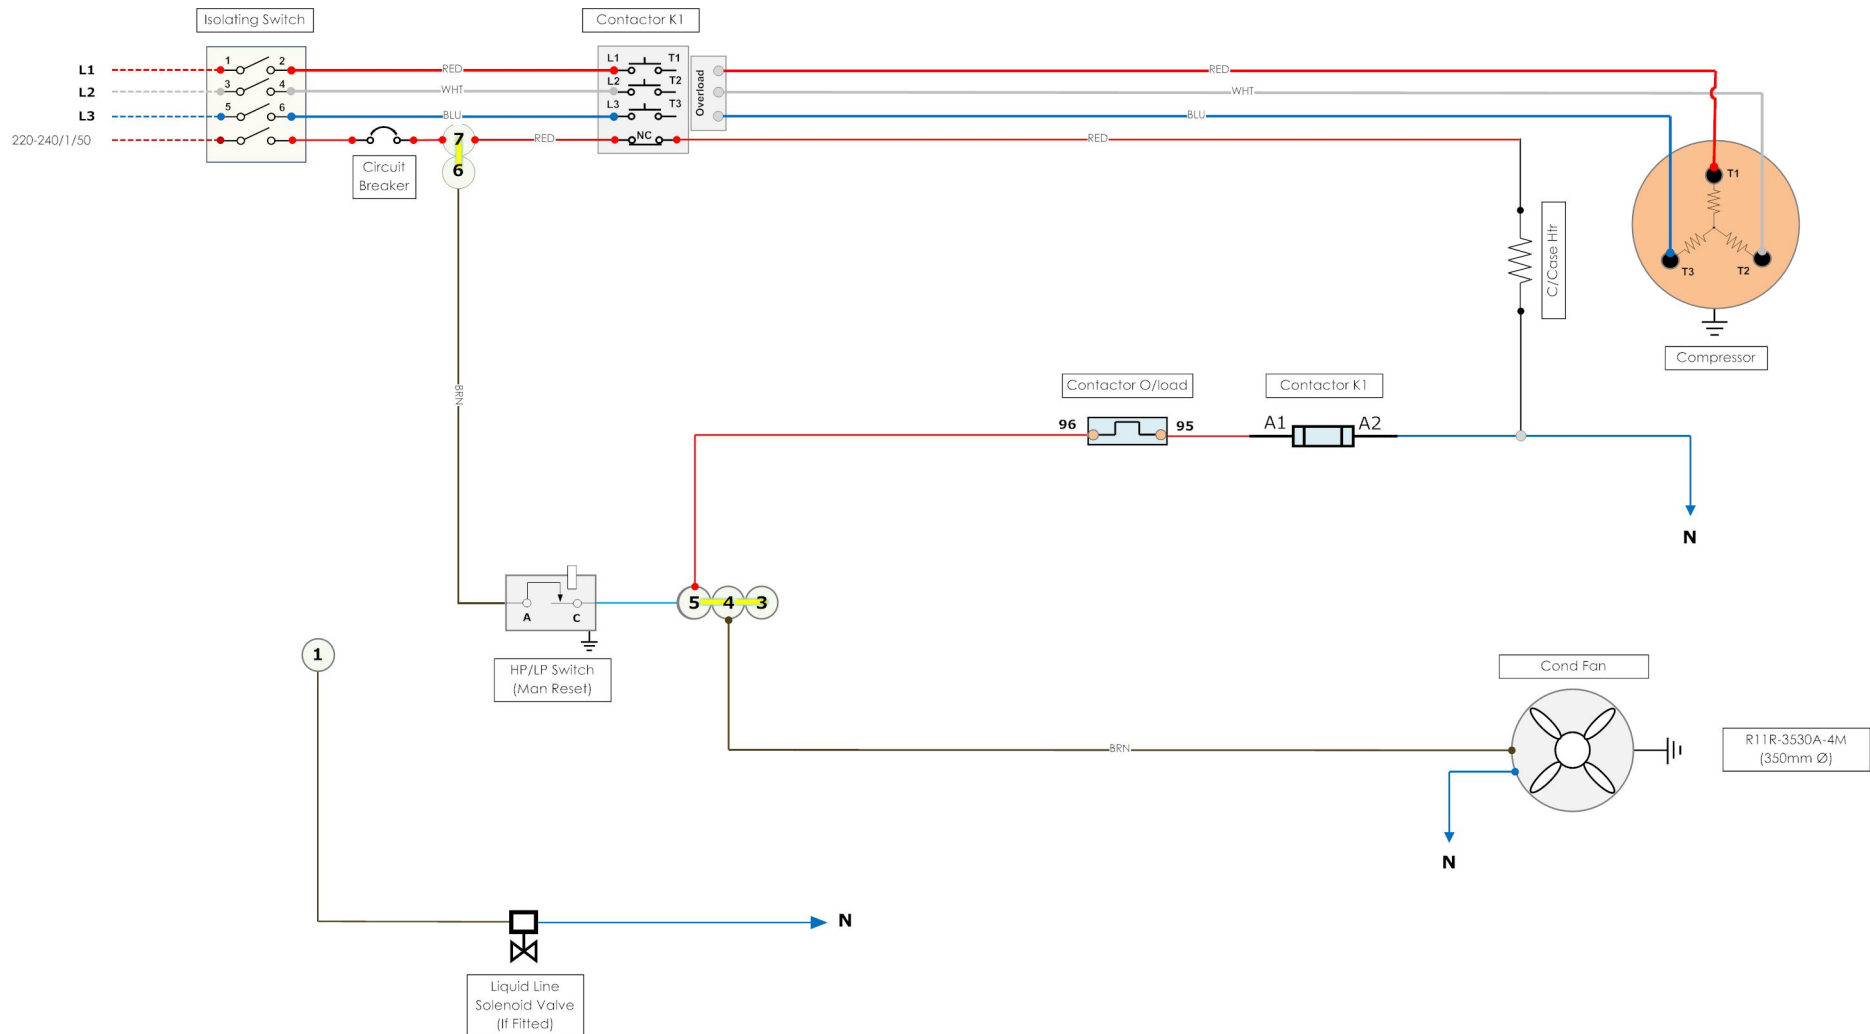 Isolating Switch
Contactor K1
L1
L2
L3
220-240/1/50
1
2
3
4
5
6
RED
WHT
BLU
Circuit
Breaker
7
6
RED
L1
T1
L2
T2
L3
T3
NC
Overload
RED
WHT
BLU
RED
T1
T3
T2
Compressor
C/Case Htr
BRN
Contactor O/load
Contactor K1
96
95
A1
A2
N
A
C
5
4
3
HP/LP Switch
(Man Reset)
1
Cond Fan
BRN
R11R-3530A-4M
(350mm Ø)
N
N
Liquid Line
Solenoid Valve
(If Fitted)